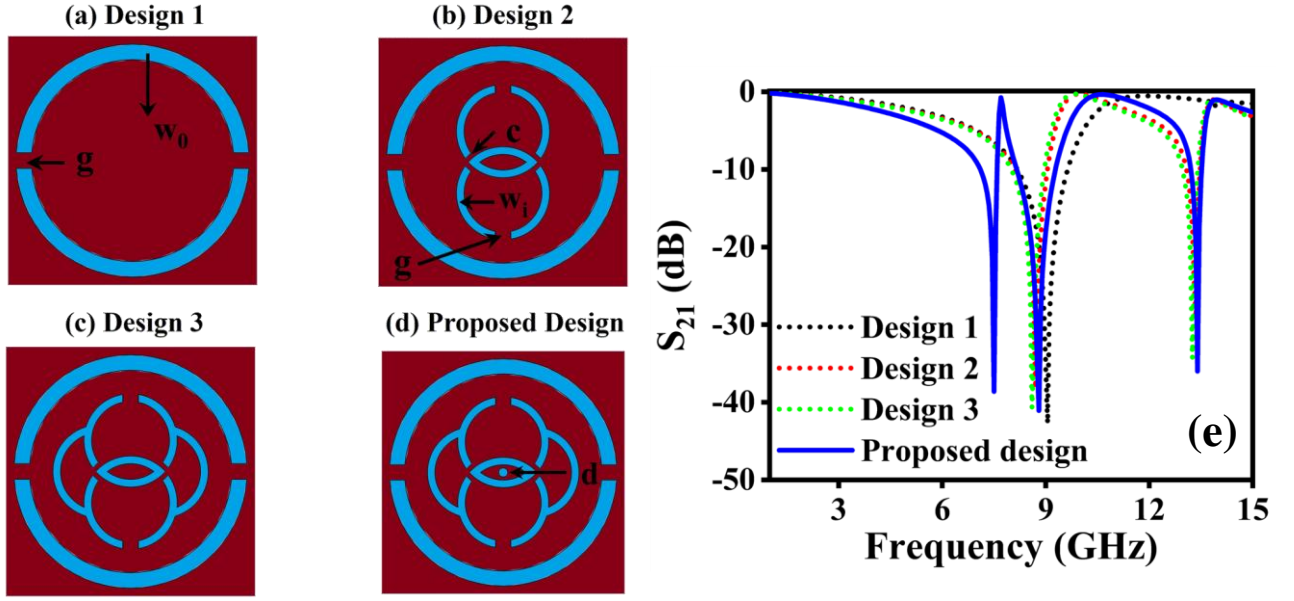 (a) Design 1
w0
g
(b) Design 2
c
wi
g
(c) Design 3
(d) Proposed Design
d
S21 (dB)
0
-10
-20
-30
-40
-50
Design 1
Design 2
Design 3
Proposed design
(e)
3 6 9 12 15
Frequency (GHz)